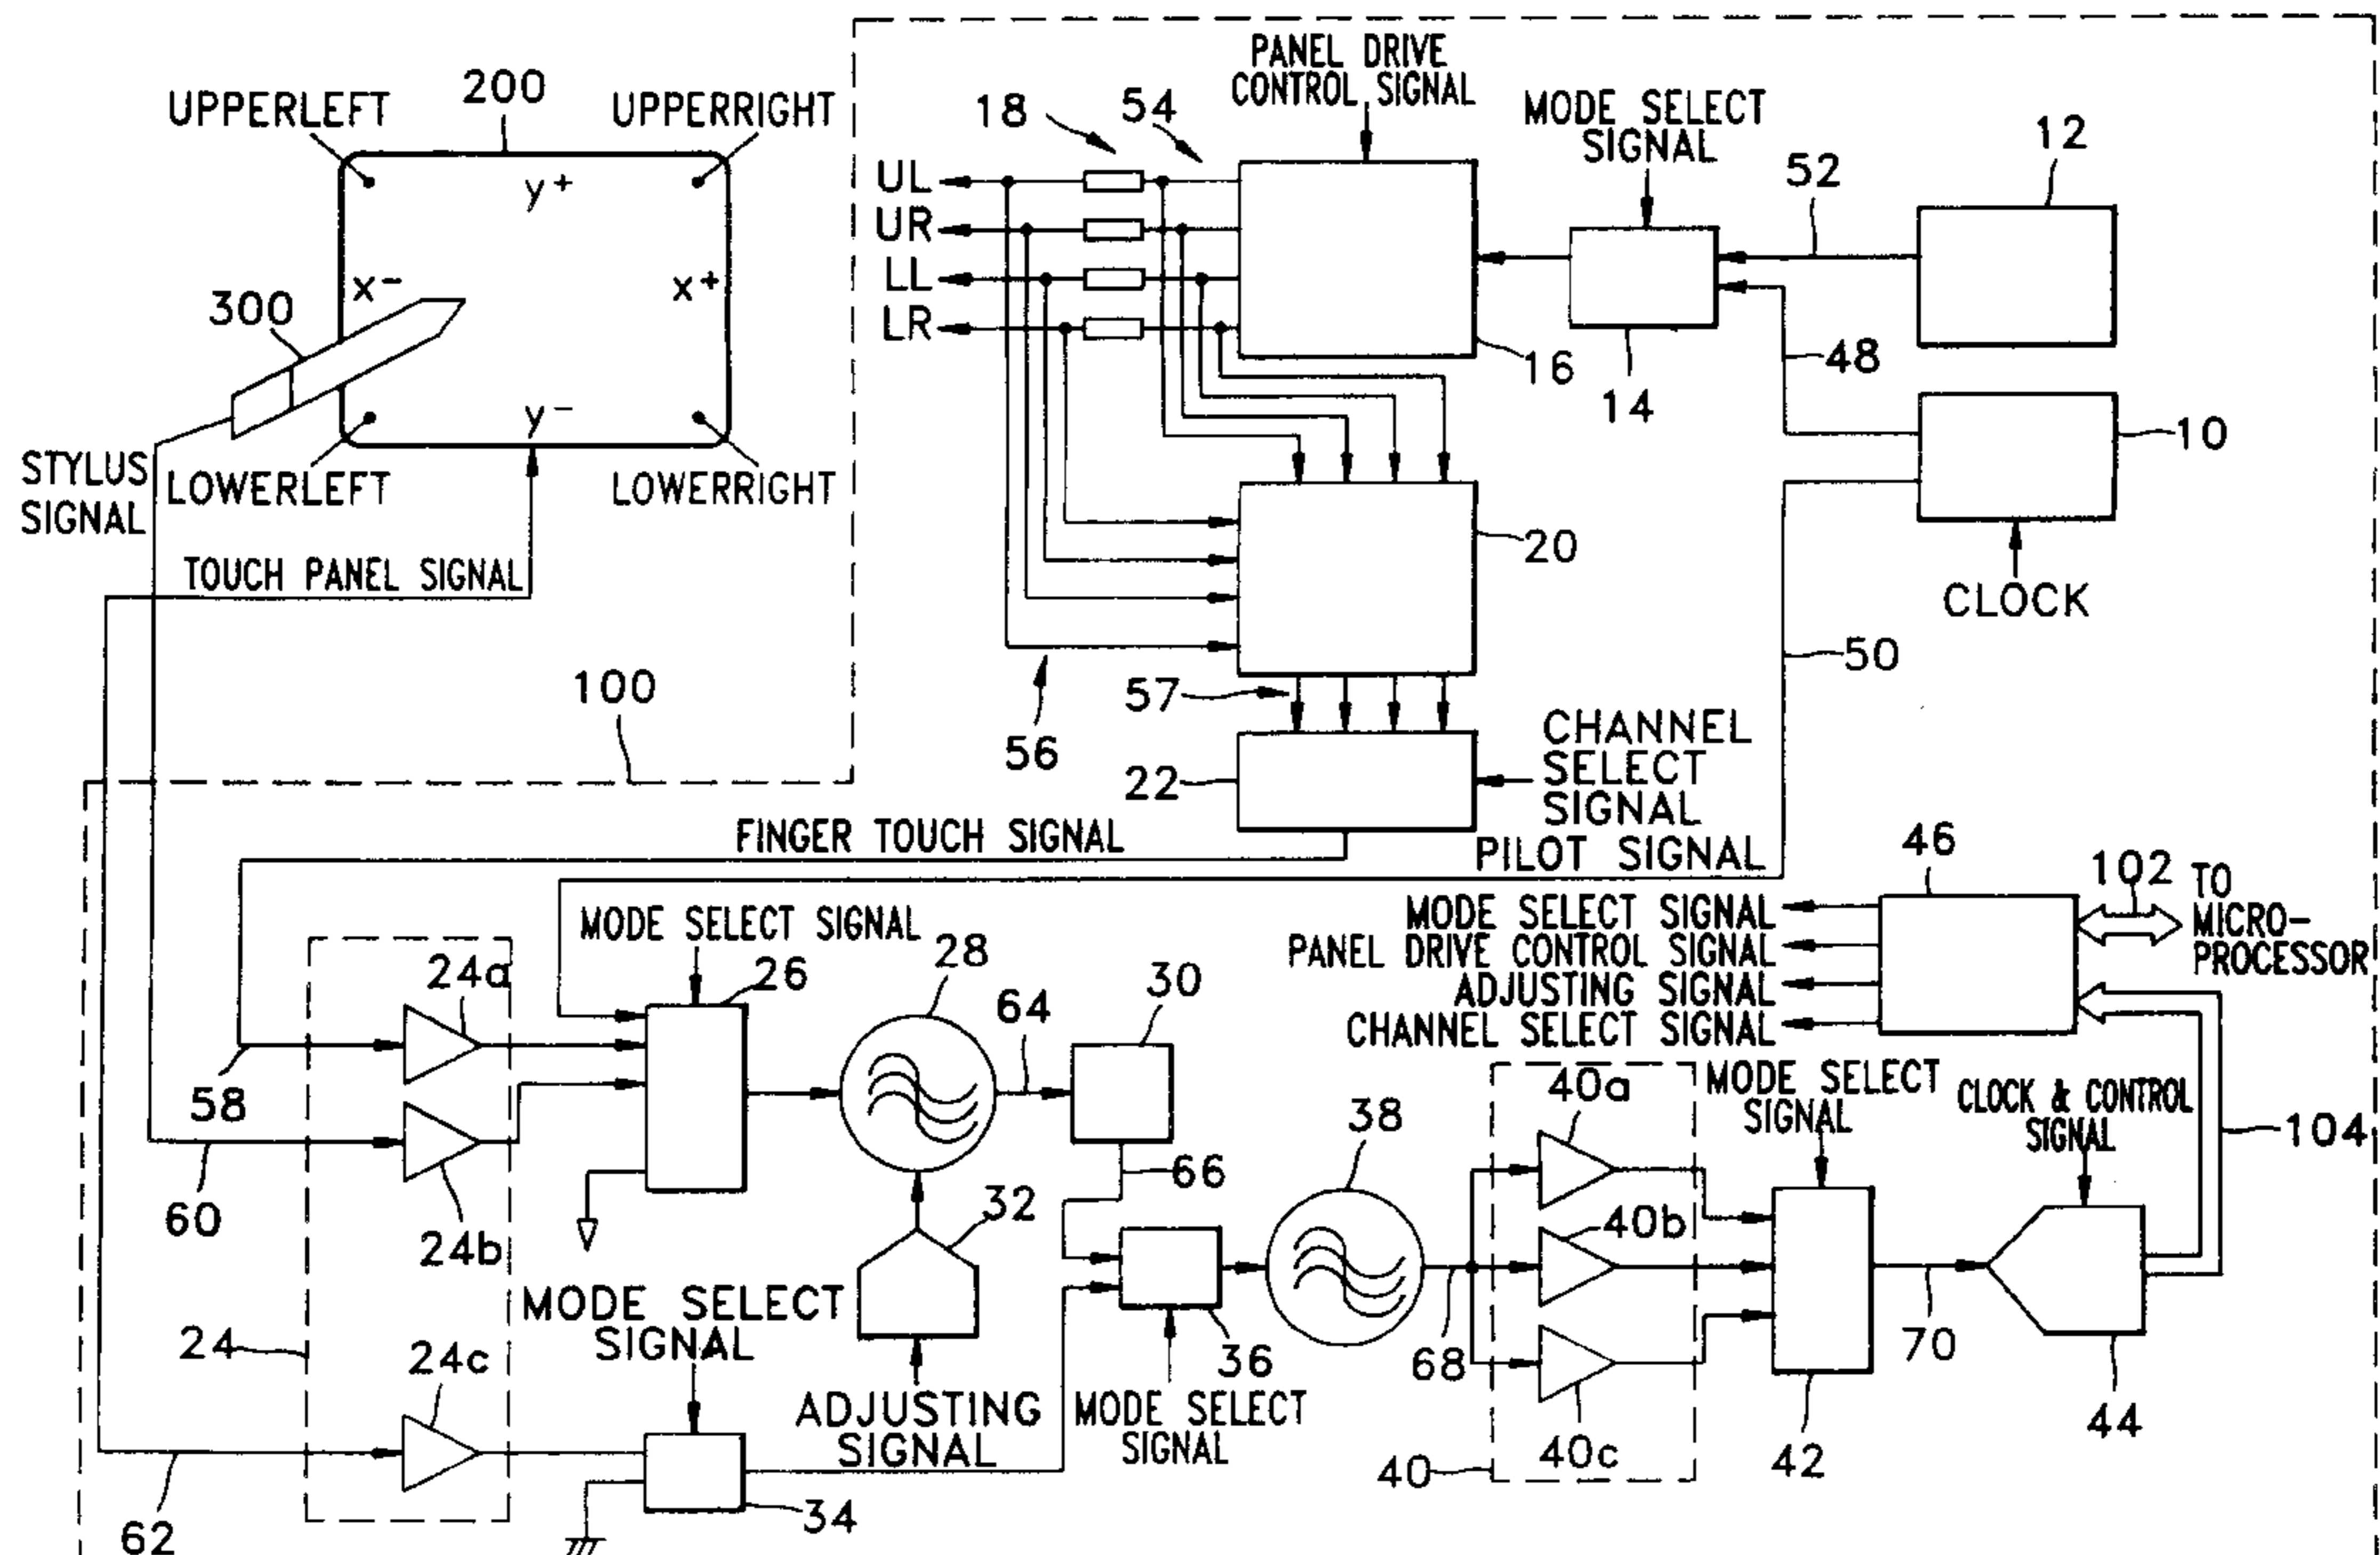 200
UPPERLEFT
UPPERRIGHT
y+
x-
x+
300
y-
STYLUS
SIGNAL
LOWERLEFT
LOWERRIGHT
TOUCH PANEL SIGNAL
100
PANEL DRIVE
CONTROL SIGNAL
18
54
MODE SELECT
SIGNAL
12
52
UL
UR
LL
LR
16
14
48
10
20
CLOCK
50
57
56
22
CHANNEL
SELECT
SIGNAL
FINGER TOUCH SIGNAL
PILOT SIGNAL
46
102
TO
MICRO-
PROCESSOR
MODE SELECT SIGNAL
PANEL DRIVE CONTROL SIGNAL
ADJUSTING SIGNAL
CHANNEL SELECT SIGNAL
MODE SELECT SIGNAL
24a
26
28
64
30
58
60
24b
32
66
38
40a
MODE SELECT
SIGNAL
CLOCK & CONTROL
SIGNAL
104
40b
MODE SELECT
SIGNAL
24
24c
36
68
70
ADJUSTING
SIGNAL
MODE SELECT
SIGNAL
40
40c
42
44
34
62